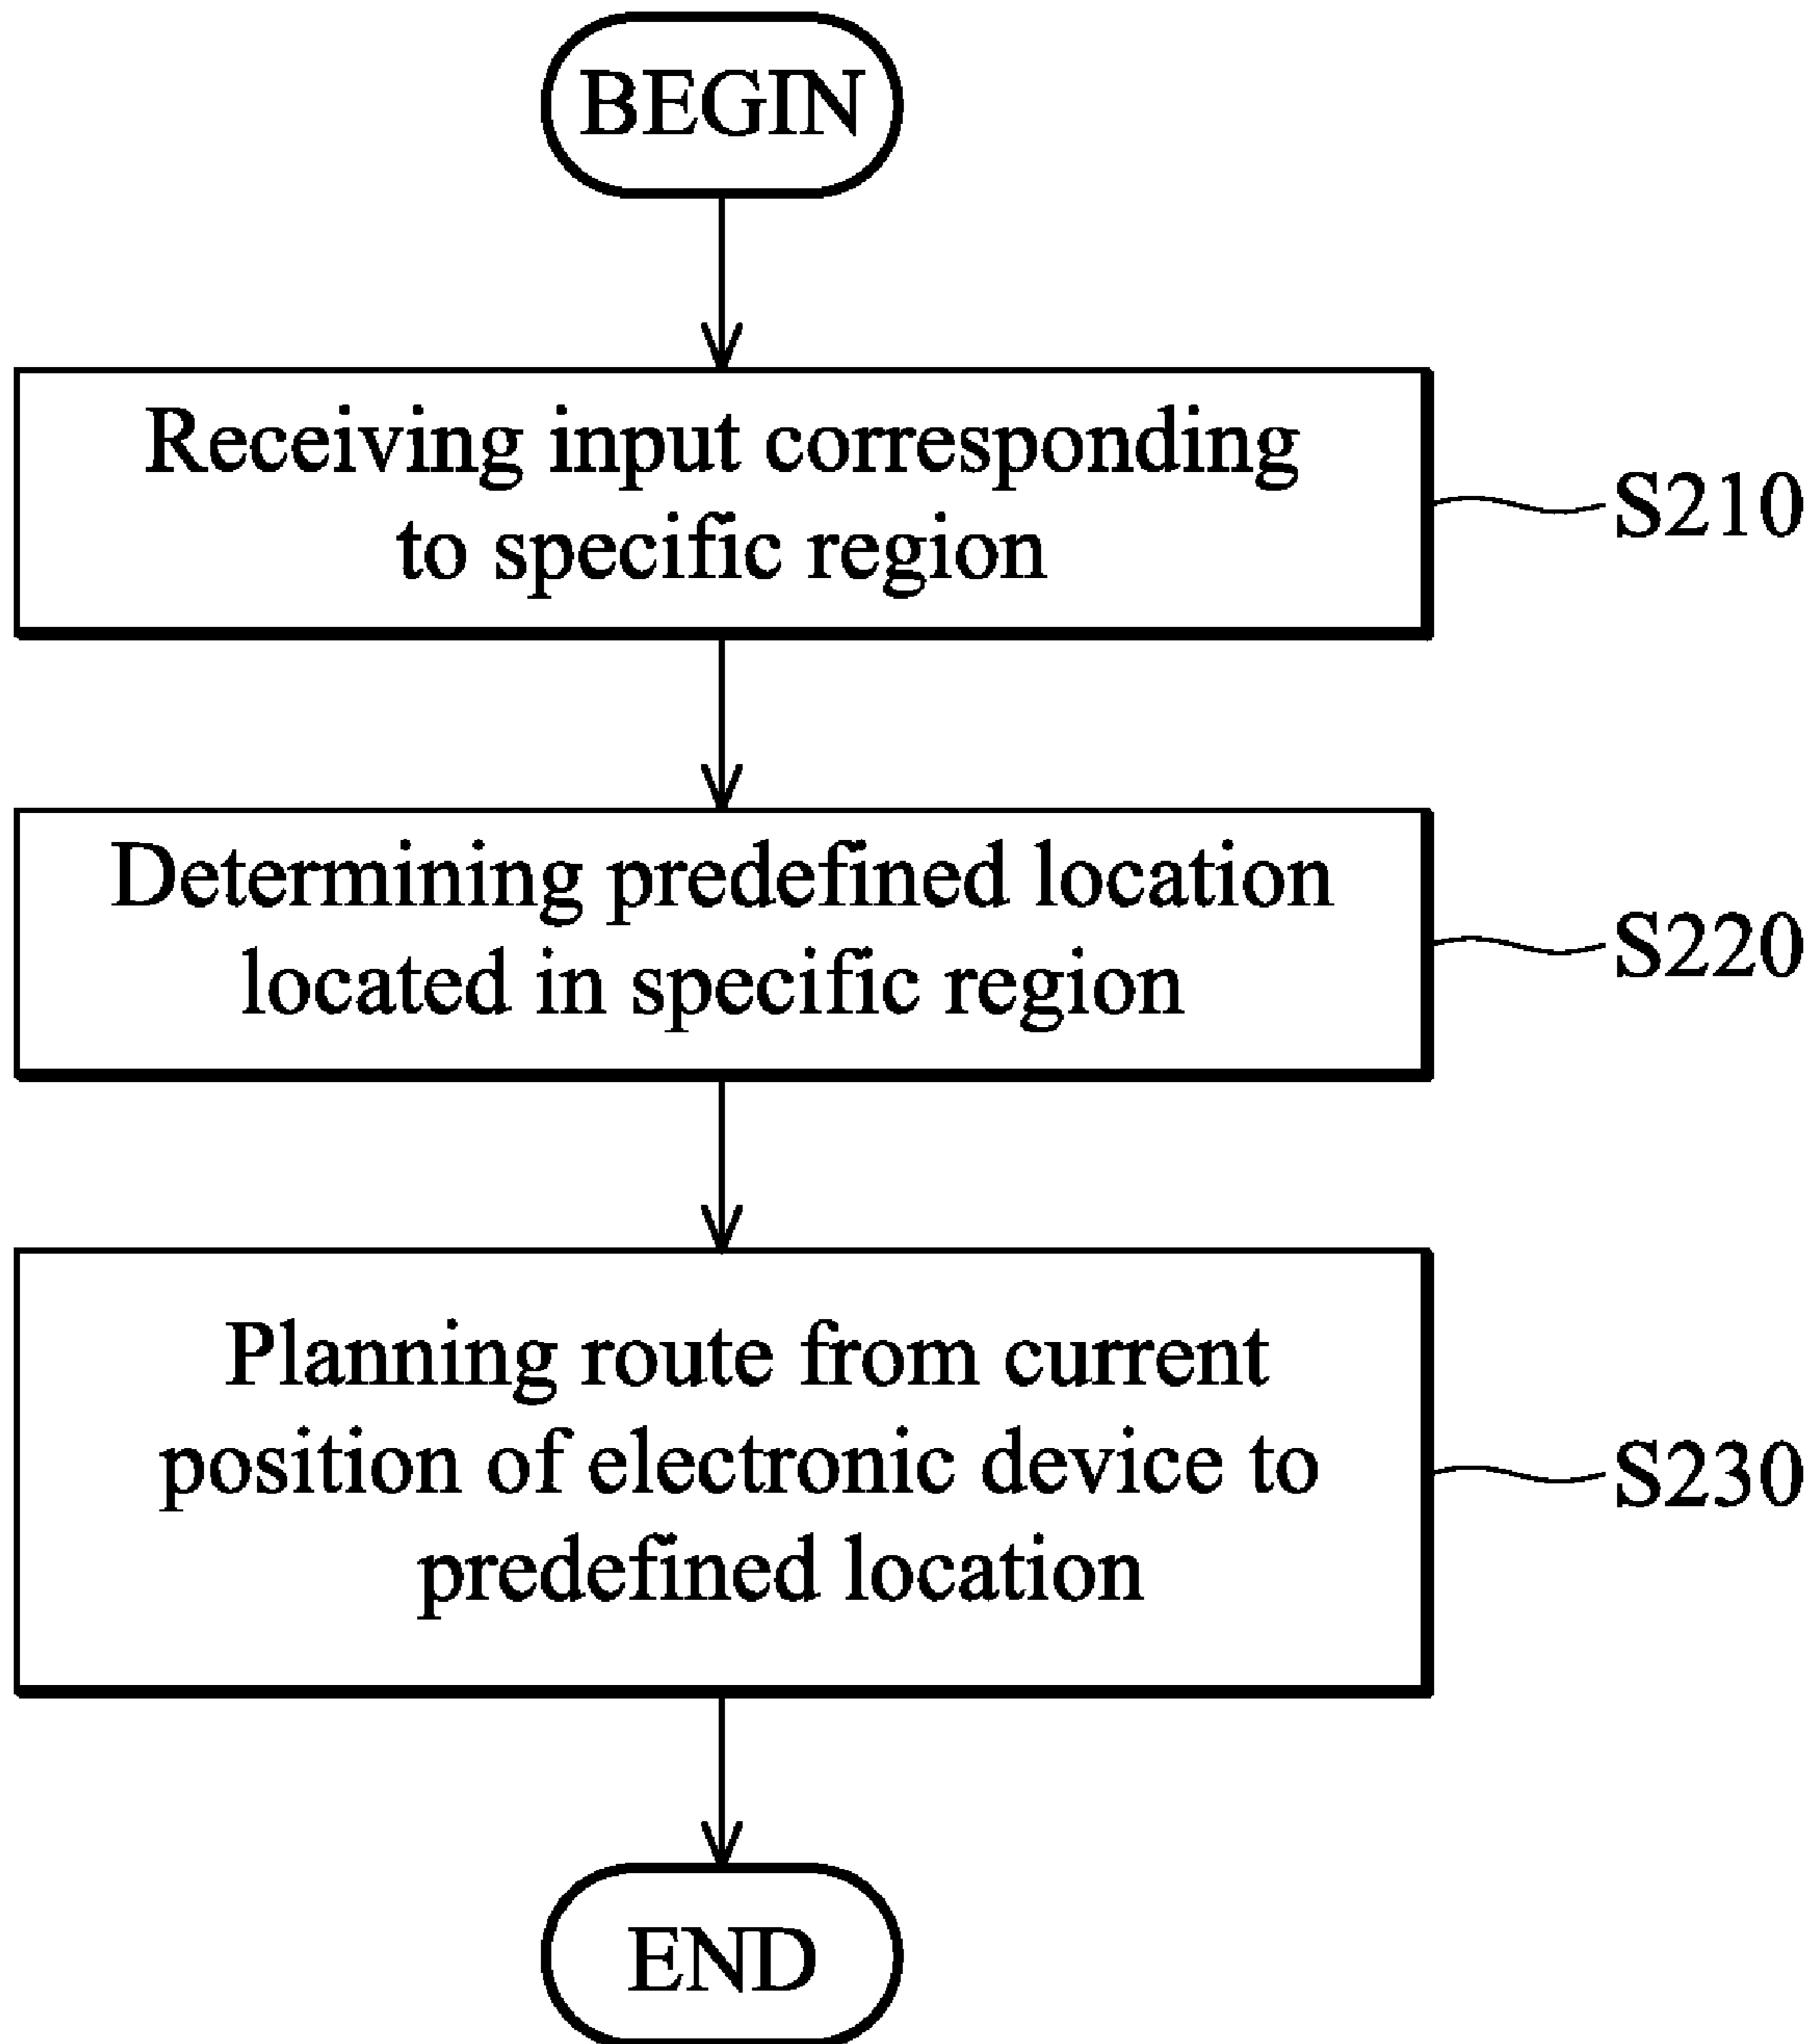 BEGIN
Receiving input corresponding
to specific region
S210
Determining predefined location
located in specific region
S220
Planning route from current
position of electronic device to
predefined location
S230
END